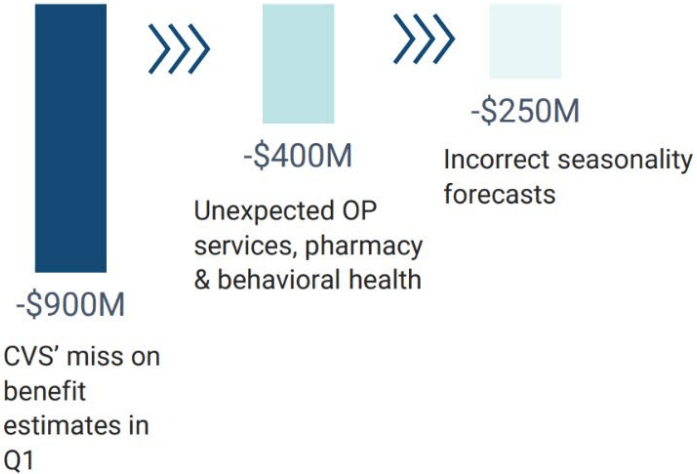 -$900M
CVS’ miss on
benefit
estimates in
Q1
-$400M
Unexpected OP
services, pharmacy
& behavioral health
-$250M
Incorrect seasonality
forecasts